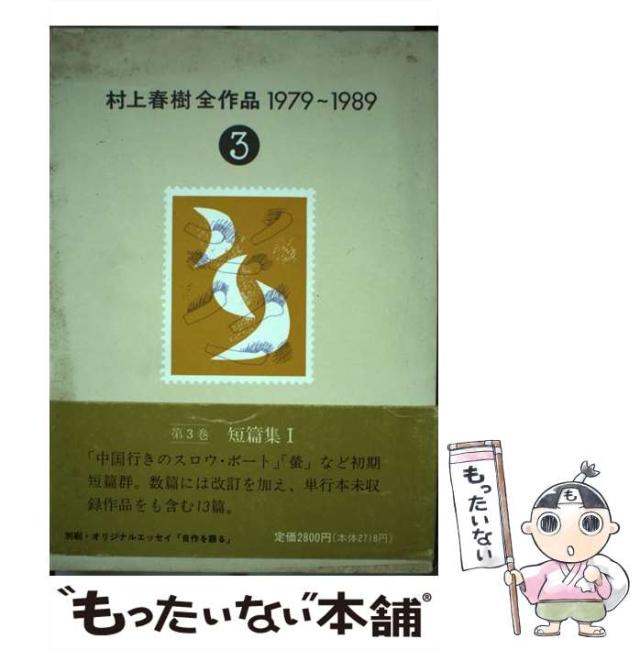 村上春樹全作品 1979~1989
3
第3巻 短篇集 I
「中国行きのスロウ・ボート」「螢」など初期
短篇群。数篇には改訂を加え、単行本未収
録作品をも含む13篇。
別刷・オリジナルエッセイ「自作を語る」 定価2800円(本体2718円)
もったいない
も
"もったいない"本舗®